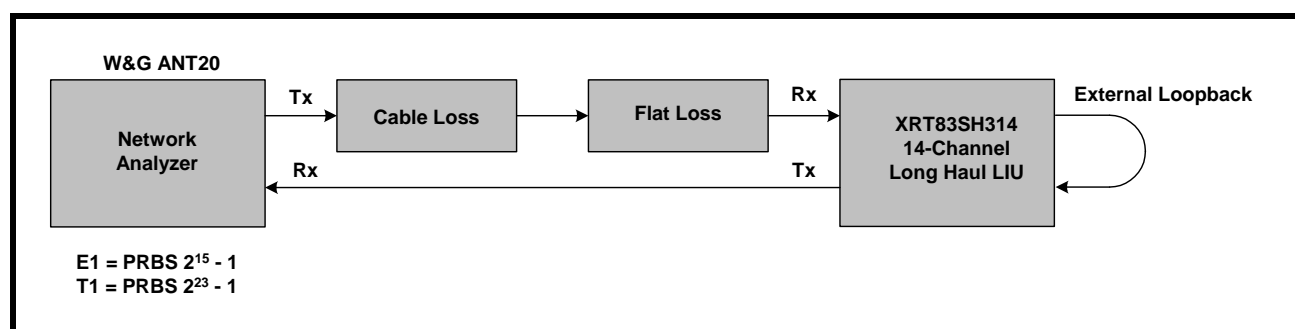 W&G ANT20
Network
Analyzer
Tx
Cable Loss
Flat Loss
Rx
XRT83SH314
14-Channel
Long Haul LIU
External Loopback
Rx
Tx
E1 = PRBS 2¹⁵ - 1
T1 = PRBS 2²³ - 1